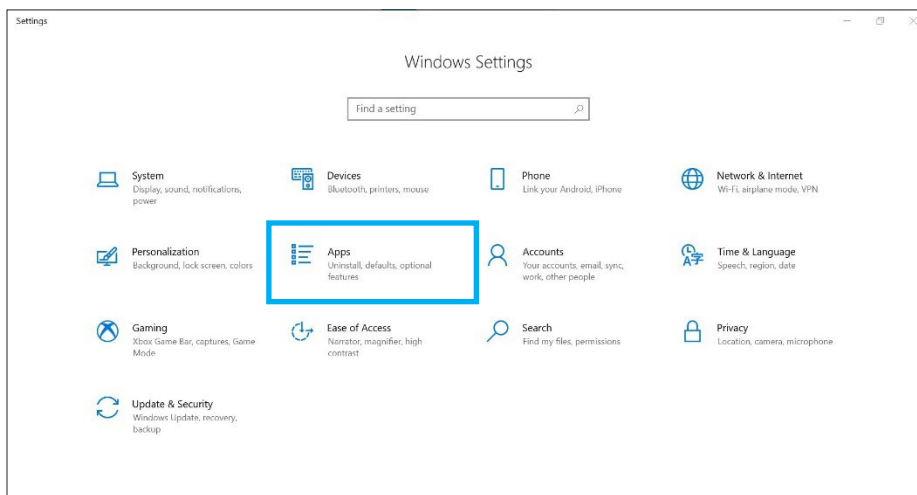 Settings
Windows Settings
Find a setting
System
Display, sound, notifications,
power
Devices
Bluetooth, printers, mouse
Phone
Link your Android, iPhone
Network & Internet
Wi-Fi, airplane mode, VPN
Personalization
Background, lock screen, colors
Apps
Uninstall, defaults, optional
features
Accounts
Your accounts, email, sync,
work, other people
Time & Language
Speech, region, date
Gaming
Xbox Game Bar, captures, Game
Mode
Ease of Access
Narrator, magnifier, high
contrast
Search
Find my files, permissions
Privacy
Location, camera, microphone
Update & Security
Windows Update, recovery,
backup